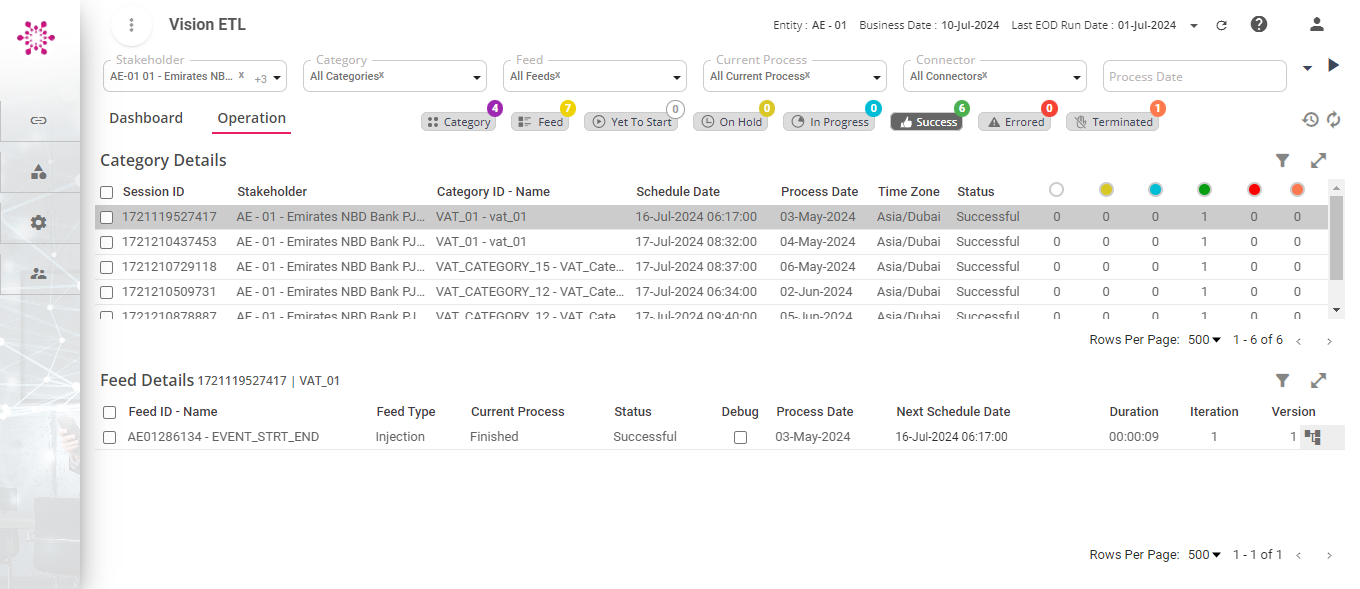 Vision ETL
Entity : AE - 01 Business Date : 10-Jul-2024 Last EOD Run Date : 01-Jul-2024
Stakeholder Category Feed Current Process Connector
AE-01 01 - Emirates NB... x +3 All Categoriesx All Feedsx All Current Processx All Connectorsx Process Date
4 7 0 0 0 6 0 1
Dashboard Operation Category Feed Yet To Start On Hold In Progress Success Errored Terminated
Category Details
Session ID Stakeholder Category ID - Name Schedule Date Process Date Time Zone Status
1721119527417 AE - 01 - Emirates NBD Bank PJ... VAT_01 - vat_01 16-Jul-2024 06:17:00 03-May-2024 Asia/Dubai Successful 0 0 0 1 0 0
1721210437453 AE - 01 - Emirates NBD Bank PJ... VAT_01 - vat_01 17-Jul-2024 08:32:00 04-May-2024 Asia/Dubai Successful 0 0 0 1 0 0
1721210729118 AE - 01 - Emirates NBD Bank PJ... VAT_CATEGORY_15 - VAT_Cate... 17-Jul-2024 08:37:00 06-May-2024 Asia/Dubai Successful 0 0 0 1 0 0
1721210509731 AE - 01 - Emirates NBD Bank PJ... VAT_CATEGORY_12 - VAT_Cate... 17-Jul-2024 06:34:00 02-Jun-2024 Asia/Dubai Successful 0 0 0 1 0 0
1721210878887 AE - 01 - Emirates NBD Bank PJ... VAT_CATEGORY_12 - VAT_Cate... 17-Jul-2024 09:40:00 05-Jun-2024 Asia/Dubai Successful 0 0 0 1 0 0
Rows Per Page: 500 1 - 6 of 6
Feed Details 1721119527417 | VAT_01
Feed ID - Name Feed Type Current Process Status Debug Process Date Next Schedule Date Duration Iteration Version
AE01286134 - EVENT_STRT_END Injection Finished Successful 03-May-2024 16-Jul-2024 06:17:00 00:00:09 1 1
Rows Per Page: 500 1 - 1 of 1